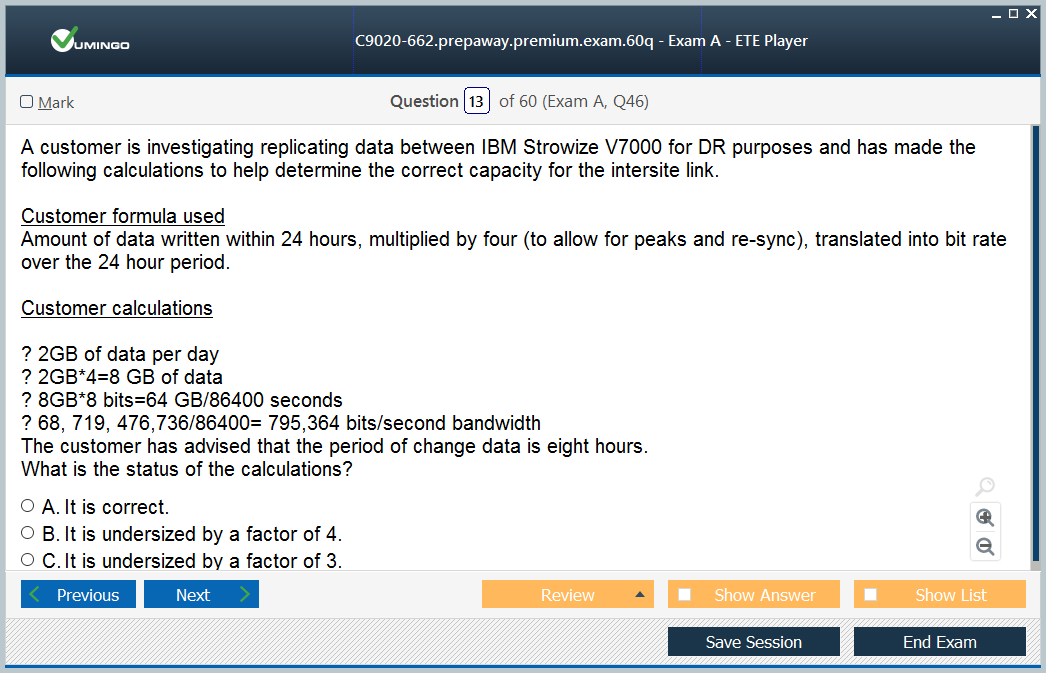 VUMINGO
C9020-662.prepaway.premium.exam.60q - Exam A - ETE Player
Mark
Question 13 of 60 (Exam A, Q46)
A customer is investigating replicating data between IBM Strowize V7000 for DR purposes and has made the
following calculations to help determine the correct capacity for the intersite link.
Customer formula used
Amount of data written within 24 hours, multiplied by four (to allow for peaks and re-sync), translated into bit rate
over the 24 hour period.
Customer calculations
? 2GB of data per day
? 2GB*4=8 GB of data
? 8GB*8 bits=64 GB/86400 seconds
? 68, 719, 476,736/86400= 795,364 bits/second bandwidth
The customer has advised that the period of change data is eight hours.
What is the status of the calculations?
A. It is correct.
B. It is undersized by a factor of 4.
C. It is undersized by a factor of 3.
Previous
Next
Review
Show Answer
Show List
Save Session
End Exam